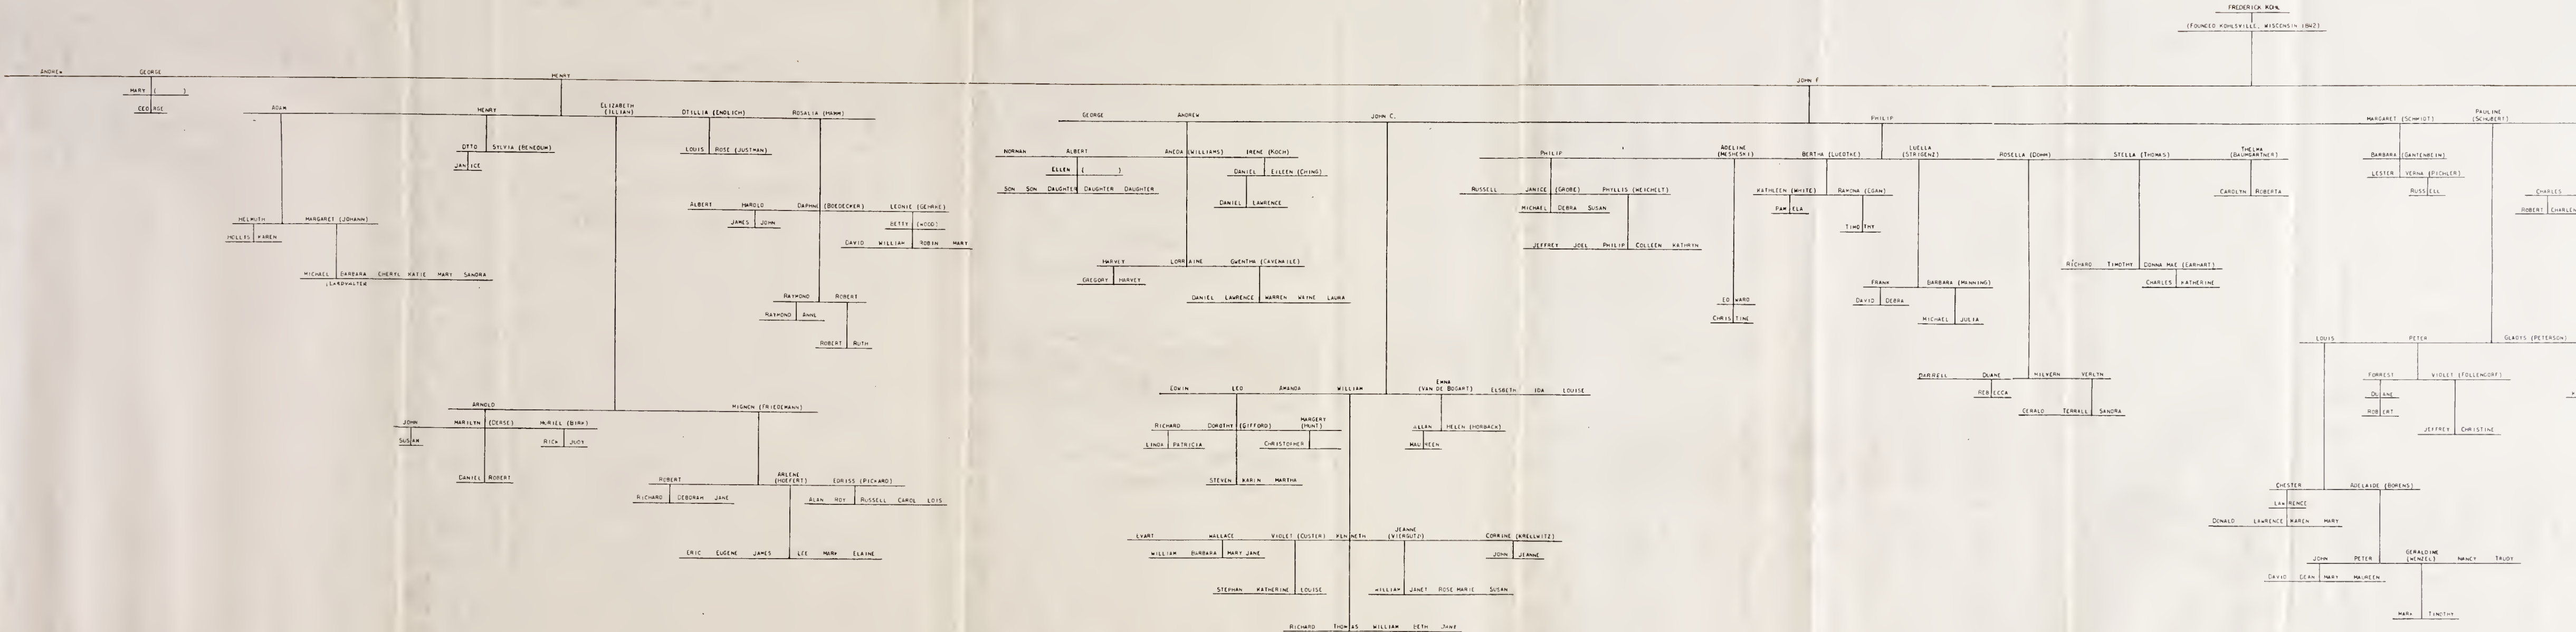 FREDERICK KOHL
(FOUNDED KOHLSVILLE, WISCONSIN 1842)
ANDREW GEORGE HENRY JOHN F
MARY ( )
GEORGE
ADAM HENRY ELIZABETH (JILLIAN) OTILLIA (ENDLICH) ROSALIA (HAMM)
OTTO SYLVIA (BENEDUM)
JANICE
LOUIS ROSE (JUSTMAN)
ALBERT HAROLD DAPHNE (BOEDECKER) LEONIE (GEHRKE)
JAMES JOHN
BETTY (WOOD)
DAVID WILLIAM ROBIN MARY
HELMUTH MARGARET (JOHANN)
HOLLIS KAREN
MICHAEL BARBARA CHERYL KATIE MARY SANDRA
RAYMOND ROBERT
RAYMOND ANNE
ROBERT RUTH
ARNOLD MIGNON (FRIEDEMANN)
JOHN MARILYN (DERSE) MURIEL (BIRK)
SUSAN
RICK JUDY
DANIEL ROBERT
ROBERT ARLENE (HOEFERT) EDRISS (PICKARD)
RICHARD DEBORAH JANE
ALAN ROY RUSSELL CAROL LOIS
ERIC EUGENE JAMES LEE MARK ELAINE
GEORGE ANDREW JOHN C. PHILIP MARGARET (SCHMIDT) PAULINE (SCHUBERT)
NORMAN ALBERT ANEDA (WILLIAMS) IRENE (KOCH)
ELLEN ( )
SON SON DAUGHTER DAUGHTER DAUGHTER
DANIEL EILEEN (CHING)
DANIEL LAWRENCE
HARVEY LORRAINE GWENTHA (CAVENAILE)
GREGORY HARVEY
DANIEL LAWRENCE WARREN WAYNE LAURA
EDWIN LEO AMANDA WILLIAM EMMA (VAN DE BOGART) ELSBETH IDA LOUISE
RICHARD DOROTHY (GIFFORD) MARGERY (HUNT)
LINDA PATRICIA
CHRISTOPHER
STEVEN KARIN MARTHA
ALLAN HELEN (HORBACK)
MAUREEN
EVART WALLACE VIOLET (CUSTER) KENNETH JEANNE (VIERGUTZ) CORRINE (KRELLWITZ)
WILLIAM BARBARA MARY JANE
JOHN JEANNE
STEPHAN KATHERINE LOUISE
WILLIAM JANET ROSE MARIE SUSAN
RICHARD THOMAS WILLIAM BETH JANE
PHILIP ADELINE (MESHESKI) BERTHA (LUEDTKE) LUELLA (STRIGENZ) ROSELLA (DOHM) STELLA (THOMAS) THELMA (BAUMGARTNER)
RUSSELL JANICE (GROBE) PHYLLIS (WEICHELT)
MICHAEL DEBRA SUSAN
JEFFREY JOEL PHILIP COLLEEN KATHRYN
KATHLEEN (WHITE) RAMONA (EGAN)
PAMELA
TIMOTHY
CAROLYN ROBERTA
EDWARD
CHRISTINE
FRANK BARBARA (MANNING)
DAVID DEBRA
MICHAEL JULIA
RICHARD TIMOTHY DONNA MAE (EARHART)
CHARLES KATHERINE
DARRELL DUANE MILVERN VERLYN
REBECCA
GERALD TERRALL SANDRA
BARBARA (GANTENBEIN)
LESTER VERNA (PICHLER)
RUSSELL
CHARLES
ROBERT CHARLEN
LOUIS PETER GLADYS (PETERSON)
FORREST VIOLET (FOLLENDORF)
DUANE
ROBERT
JEFFREY CHRISTINE
CHESTER ADELAIDE (BORENS)
LAWRENCE
DONALD LAWRENCE KAREN MARY
JOHN PETER GERALDINE (WENZEL) NANCY TRUDY
DAVID DEAN MARY MAUREEN
MARK TIMOTHY